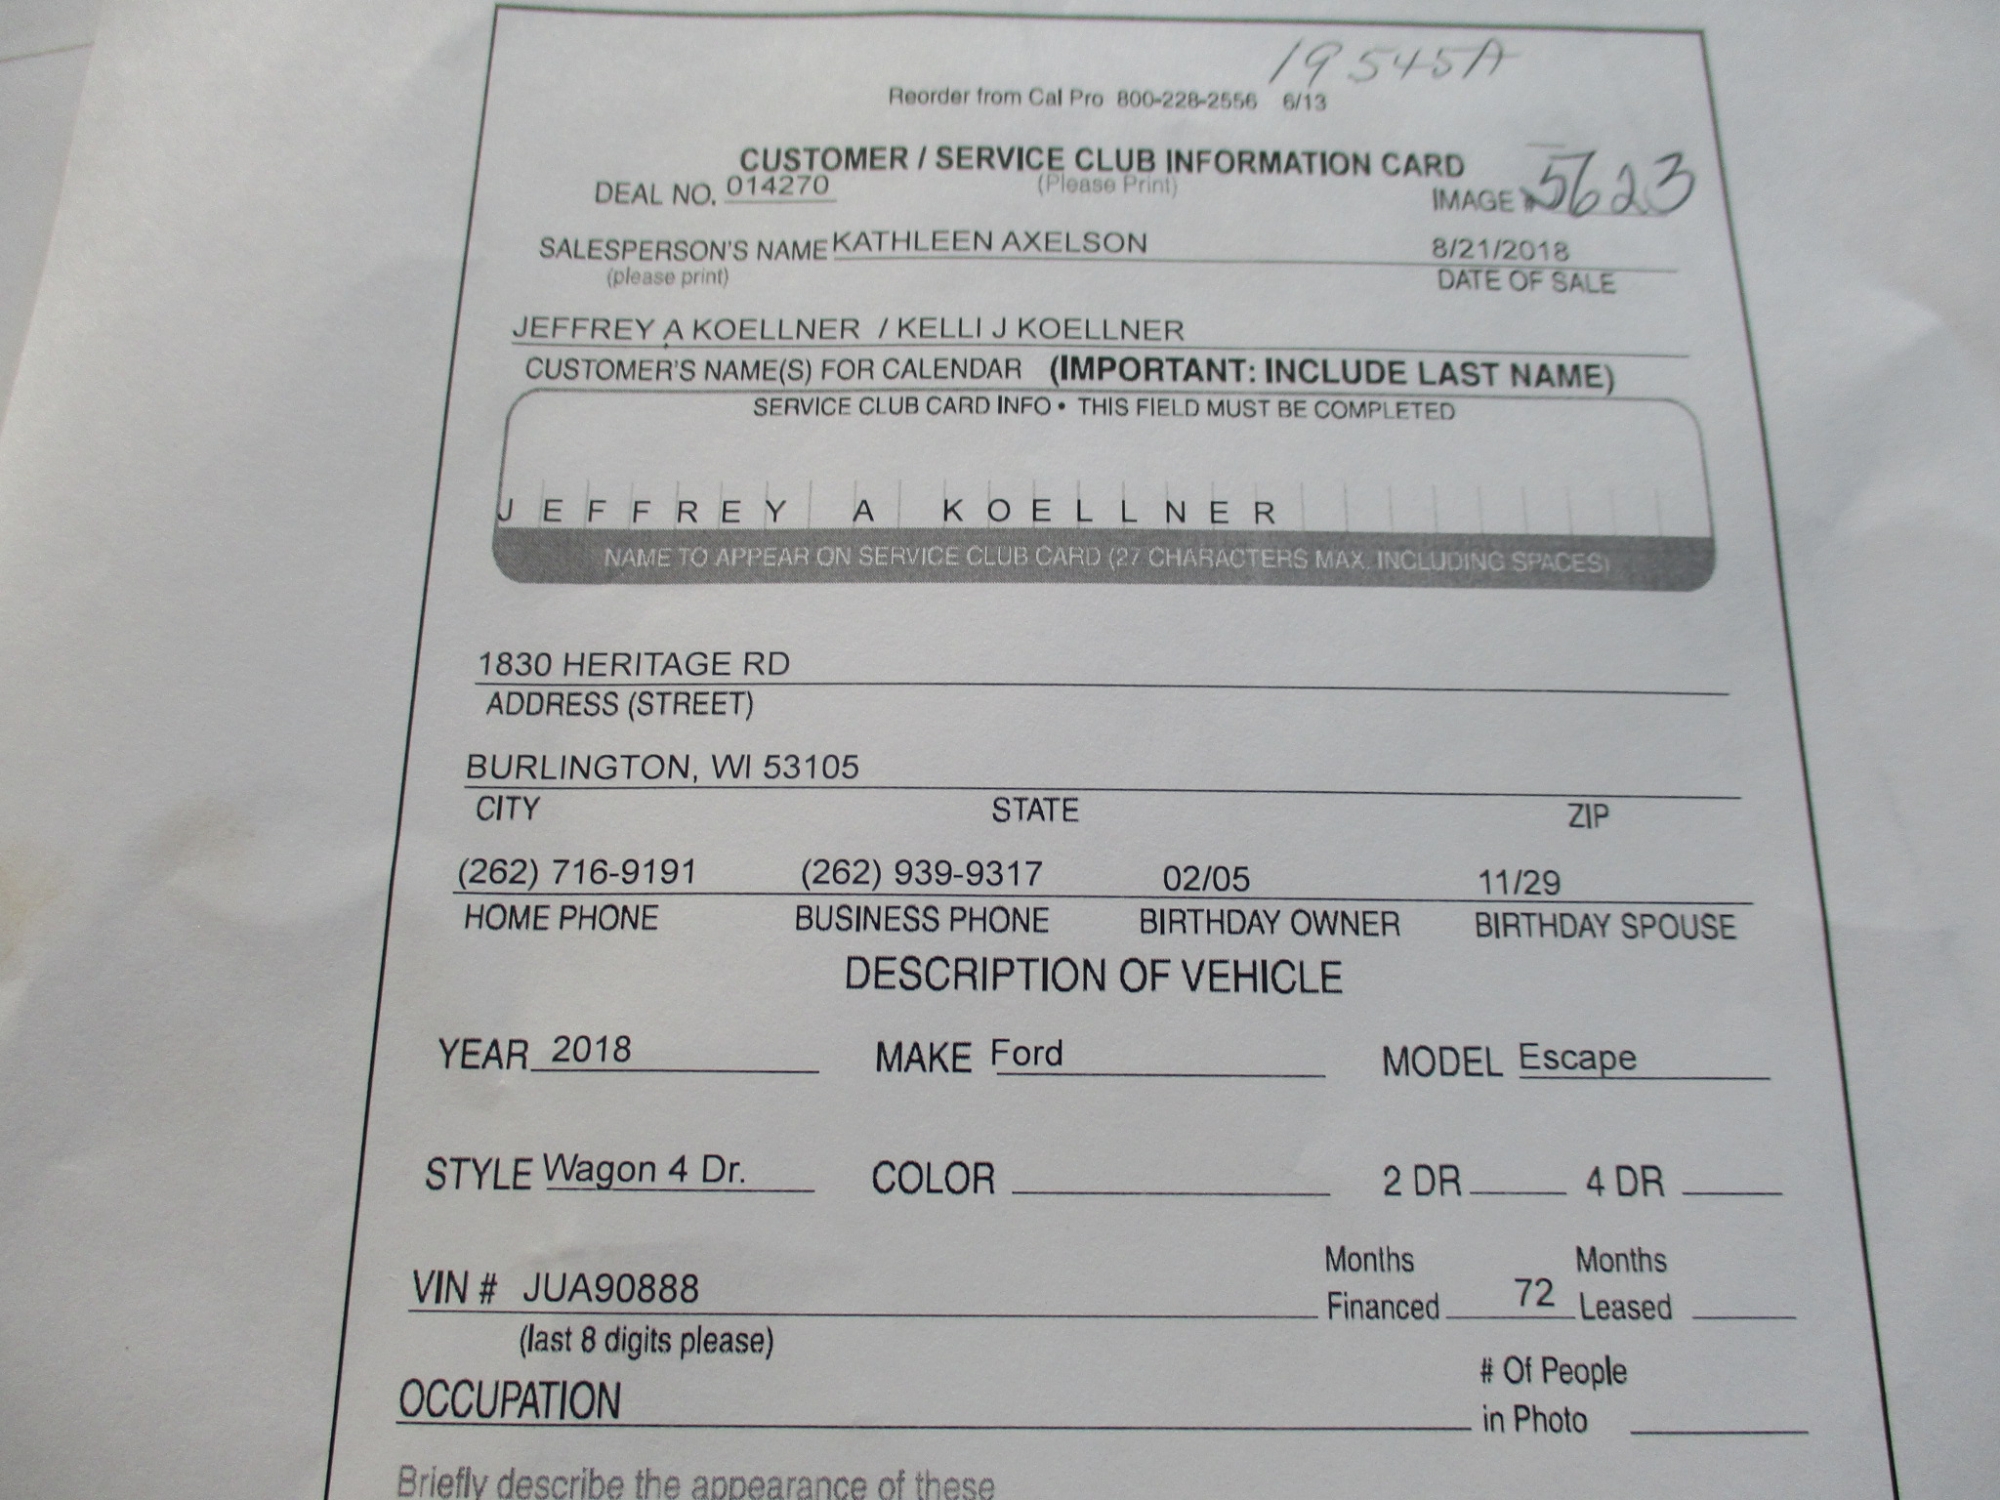 19545A
Reorder from Cal Pro 800-228-2556 6/13
CUSTOMER / SERVICE CLUB INFORMATION CARD
DEAL NO. 014270 (Please Print) IMAGE # 5623
SALESPERSON'S NAME KATHLEEN AXELSON 8/21/2018
(please print) DATE OF SALE
JEFFREY A KOELLNER / KELLI J KOELLNER
CUSTOMER'S NAME(S) FOR CALENDAR (IMPORTANT: INCLUDE LAST NAME)
SERVICE CLUB CARD INFO • THIS FIELD MUST BE COMPLETED
JEFFREY A KOELLNER
NAME TO APPEAR ON SERVICE CLUB CARD (27 CHARACTERS MAX. INCLUDING SPACES)
1830 HERITAGE RD
ADDRESS (STREET)
BURLINGTON, WI 53105
CITY STATE ZIP
(262) 716-9191 (262) 939-9317 02/05 11/29
HOME PHONE BUSINESS PHONE BIRTHDAY OWNER BIRTHDAY SPOUSE
DESCRIPTION OF VEHICLE
YEAR 2018 MAKE Ford MODEL Escape
STYLE Wagon 4 Dr. COLOR 2 DR 4 DR
Months Months
VIN # JUA90888 Financed 72 Leased
(last 8 digits please)
# Of People
OCCUPATION in Photo
Briefly describe the appearance of these